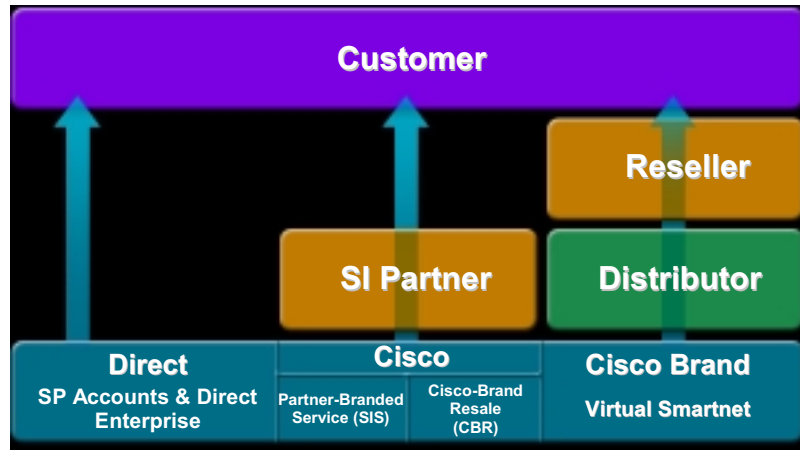 Customer
Reseller
SI Partner
Distributor
Direct
SP Accounts & Direct
Enterprise
Cisco
Partner-Branded
Service (SIS)
Cisco-Brand
Resale
(CBR)
Cisco Brand
Virtual Smartnet